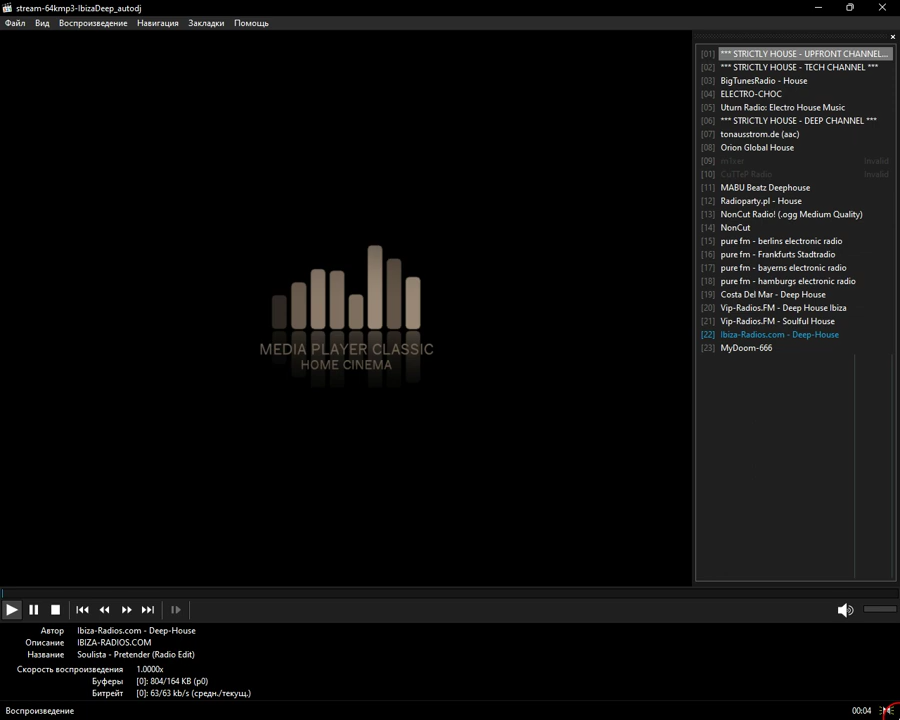 stream-64kmp3-IbizaDeep_autodj
Файл Вид Воспроизведение Навигация Закладки Помощь
[01] *** STRICTLY HOUSE - UPFRONT CHANNEL...
[02] *** STRICTLY HOUSE - TECH CHANNEL ***
[03] BigTunesRadio - House
[04] ELECTRO-CHOC
[05] Uturn Radio: Electro House Music
[06] *** STRICTLY HOUSE - DEEP CHANNEL ***
[07] tonausstrom.de (aac)
[08] Orion Global House
[09] Invalid
[10] CuTTeP Radio Invalid
[11] MABU Beatz Deephouse
[12] Radioparty.pl - House
[13] NonCut Radio! (.ogg Medium Quality)
[14] NonCut
[15] pure fm - berlins electronic radio
[16] pure fm - Frankfurts Stadtradio
[17] pure fm - bayerns electronic radio
[18] pure fm - hamburgs electronic radio
[19] Costa Del Mar - Deep House
[20] Vip-Radios.FM - Deep House Ibiza
[21] Vip-Radios.FM - Soulful House
[22] Ibiza-Radios.com - Deep-House
[23] MyDoom-666
MEDIA PLAYER CLASSIC
HOME CINEMA
Автор Ibiza-Radios.com - Deep-House
Описание IBIZA-RADIOS.COM
Название Soulista - Pretender (Radio Edit)
Скорость воспроизведения 1.0000x
Буферы [0]: 804/164 KB (p0)
Битрейт [0]: 63/63 kb/s (средн./текущ.)
Воспроизведение 00:04